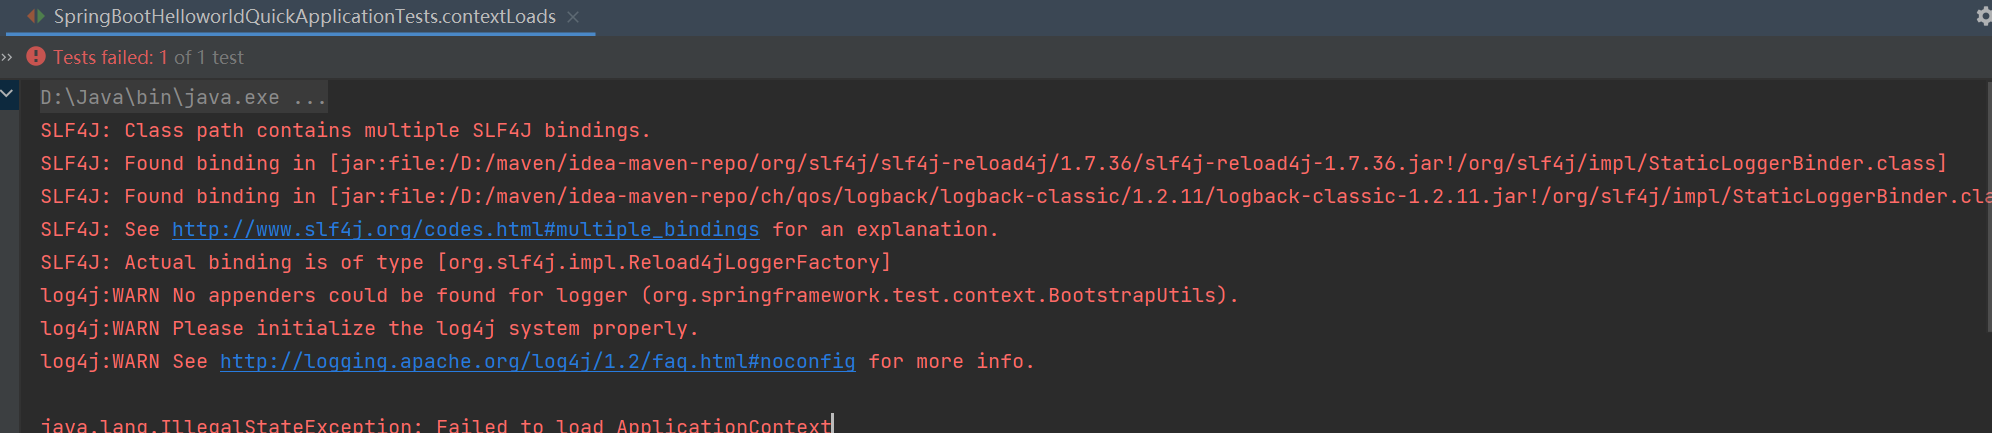 SpringBootHelloworldQuickApplicationTests.contextLoads
Tests failed: 1 of 1 test
D:\Java\bin\java.exe ...
SLF4J: Class path contains multiple SLF4J bindings.
SLF4J: Found binding in [jar:file:/D:/maven/idea-maven-repo/org/slf4j/slf4j-reload4j/1.7.36/slf4j-reload4j-1.7.36.jar!/org/slf4j/impl/StaticLoggerBinder.class]
SLF4J: Found binding in [jar:file:/D:/maven/idea-maven-repo/ch/qos/logback/logback-classic/1.2.11/logback-classic-1.2.11.jar!/org/slf4j/impl/StaticLoggerBinder.cla
SLF4J: See http://www.slf4j.org/codes.html#multiple_bindings for an explanation.
SLF4J: Actual binding is of type [org.slf4j.impl.Reload4jLoggerFactory]
log4j:WARN No appenders could be found for logger (org.springframework.test.context.BootstrapUtils).
log4j:WARN Please initialize the log4j system properly.
log4j:WARN See http://logging.apache.org/log4j/1.2/faq.html#noconfig for more info.
java.lang.IllegalStateException: Failed to load ApplicationContext